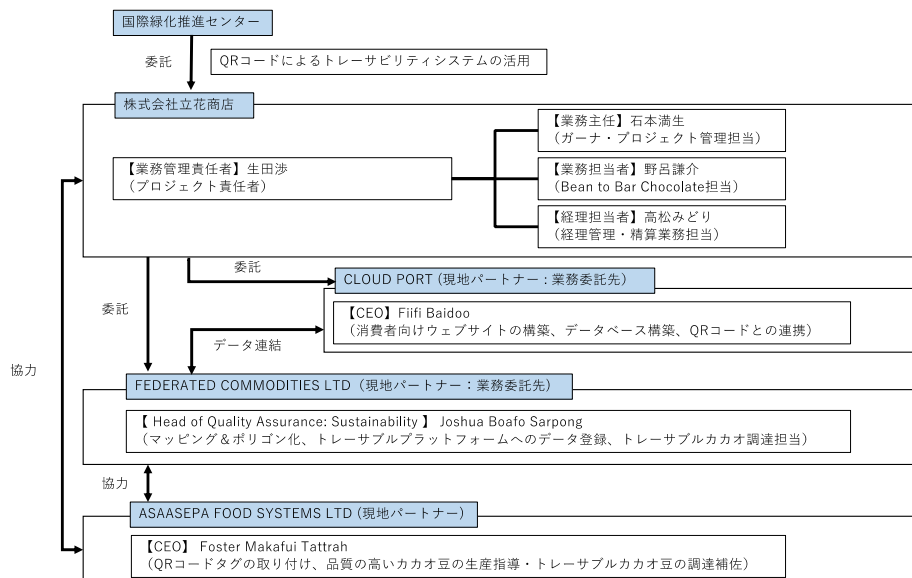 国際緑化推進センター
委託
QRコードによるトレーサビリティシステムの活用
株式会社立花商店
【業務主任】石本満生
（ガーナ・プロジェクト管理担当）
【業務管理責任者】生田渉
（プロジェクト責任者）
【業務担当者】野呂謙介
（Bean to Bar Chocolate担当）
【経理担当者】高松みどり
（経理管理・精算業務担当）
委託
CLOUD PORT (現地パートナー：業務委託先）
委託
【CEO】Fiifi Baidoo
（消費者向けウェブサイトの構築、データベース構築、QRコードとの連携）
データ連結
協力
FEDERATED COMMODITIES LTD（現地パートナー：業務委託先）
【 Head of Quality Assurance: Sustainability 】 Joshua Boafo Sarpong
（マッピング＆ポリゴン化、トレーサブルプラットフォームへのデータ登録、トレーサブルカカオ調達担当）
協力
ASAASEPA FOOD SYSTEMS LTD (現地パートナー）
【CEO】 Foster Makafui Tattrah
（QRコードタグの取り付け、品質の高いカカオ豆の生産指導・トレーサブルカカオ豆の調達補佐）